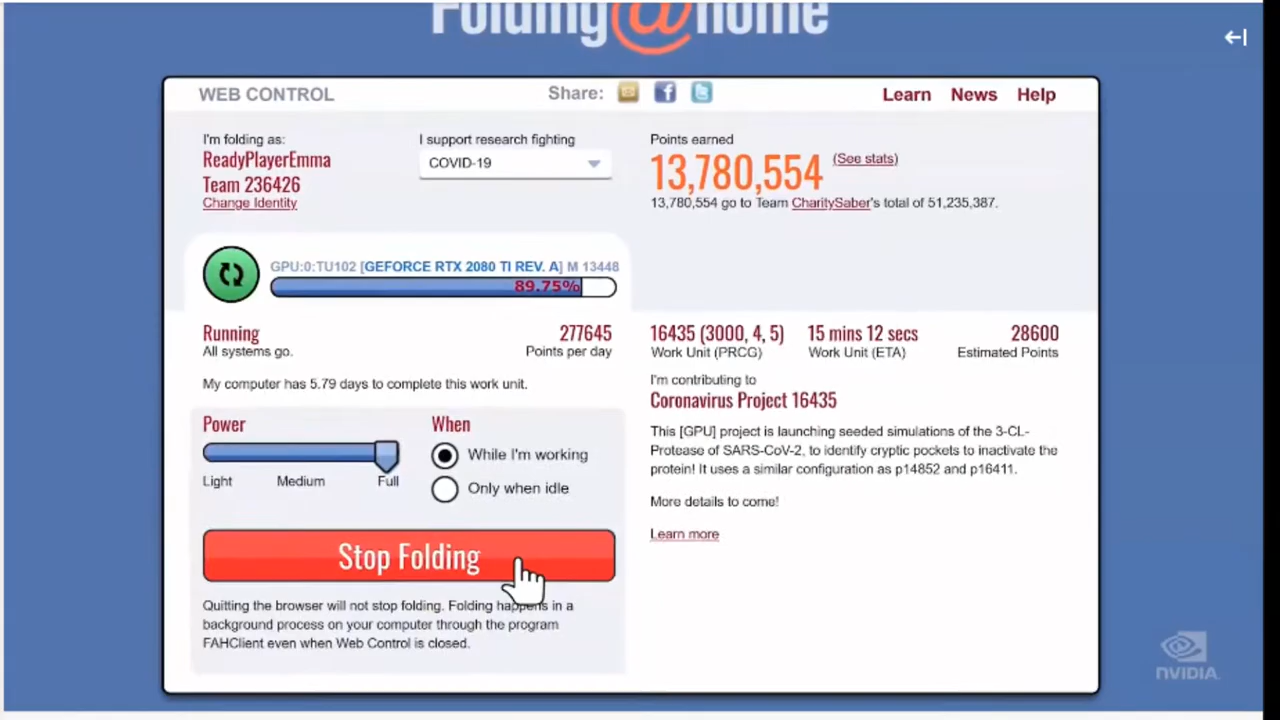 Folding@home
WEB CONTROL
Share:
Learn News Help
I'm folding as:
ReadyPlayerEmma
Team 236426
Change Identity
I support research fighting
COVID-19
Points earned
13,780,554 (See stats)
13,780,554 go to Team CharitySaber's total of 51,235,387.
GPU:0:TU102 [GEFORCE RTX 2080 TI REV. A] M 13448
89.75%
Running
All systems go.
277645
Points per day
My computer has 5.79 days to complete this work unit.
16435 (3000, 4, 5)
Work Unit (PRCG)
15 mins 12 secs
Work Unit (ETA)
28600
Estimated Points
Power
Light Medium Full
When
While I'm working
Only when idle
Stop Folding
Quitting the browser will not stop folding. Folding happens in a
background process on your computer through the program
FAHClient even when Web Control is closed.
I'm contributing to
Coronavirus Project 16435
This [GPU] project is launching seeded simulations of the 3-CL-
Protease of SARS-CoV-2, to identify cryptic pockets to inactivate the
protein! It uses a similar configuration as p14852 and p16411.
More details to come!
Learn more
NVIDIA